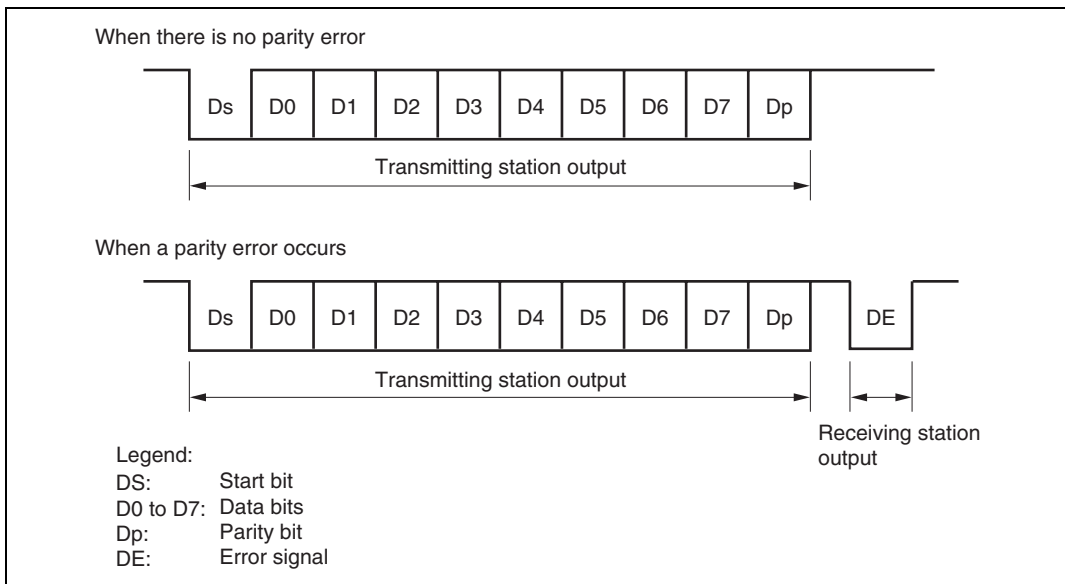 When there is no parity error
Ds D0 D1 D2 D3 D4 D5 D6 D7 Dp
Transmitting station output
When a parity error occurs
Ds D0 D1 D2 D3 D4 D5 D6 D7 Dp DE
Transmitting station output
Receiving station
output
Legend:
DS: Start bit
D0 to D7: Data bits
Dp: Parity bit
DE: Error signal